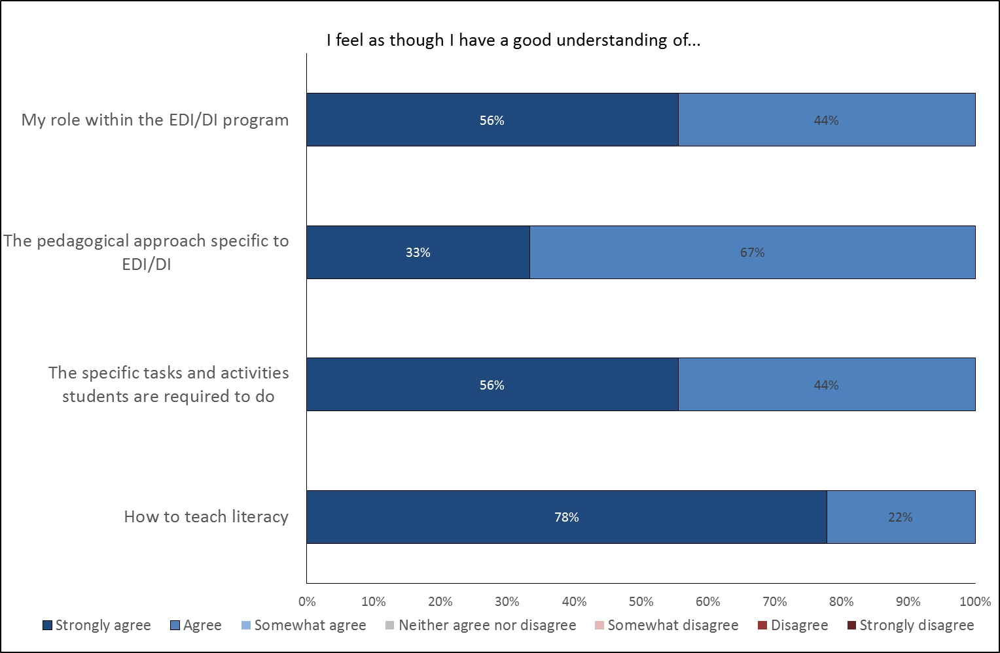 I feel as though I have a good understanding of...
My role within the EDI/DI program
56%
44%
The pedagogical approach specific to
EDI/DI
33%
67%
The specific tasks and activities
students are required to do
56%
44%
How to teach literacy
78%
22%
0% 10% 20% 30% 40% 50% 60% 70% 80% 90% 100%
Strongly agree Agree Somewhat agree Neither agree nor disagree Somewhat disagree Disagree Strongly disagree